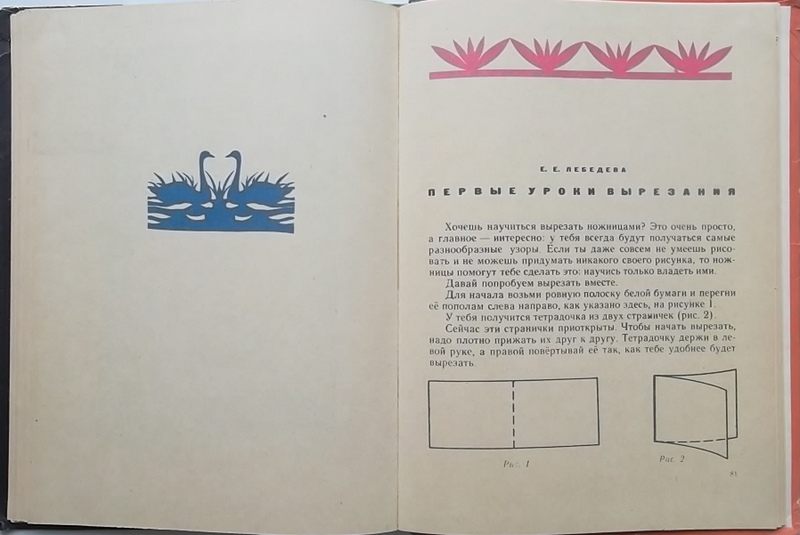 Е. Е. ЛЕБЕДЕВА
ПЕРВЫЕ УРОКИ ВЫРЕЗАНИЯ
Хочешь научиться вырезать ножницами? Это очень просто,
а главное — интересно: у тебя всегда будут получаться самые
разнообразные узоры. Если ты даже совсем не умеешь рисо-
вать и не можешь придумать никакого своего рисунка, то нож-
ницы помогут тебе сделать это: научись только владеть ими.
Давай попробуем вырезать вместе.
Для начала возьми ровную полоску белой бумаги и перегни
её пополам слева направо, как указано здесь, на рисунке 1.
У тебя получится тетрадочка из двух страничек (рис. 2).
Сейчас эти странички приоткрыты. Чтобы начать вырезать,
надо плотно прижать их друг к другу. Тетрадочку держи в ле-
вой руке, а правой повёртывай её так, как тебе удобнее будет
вырезать.
Рис. 1
Рис. 2
81